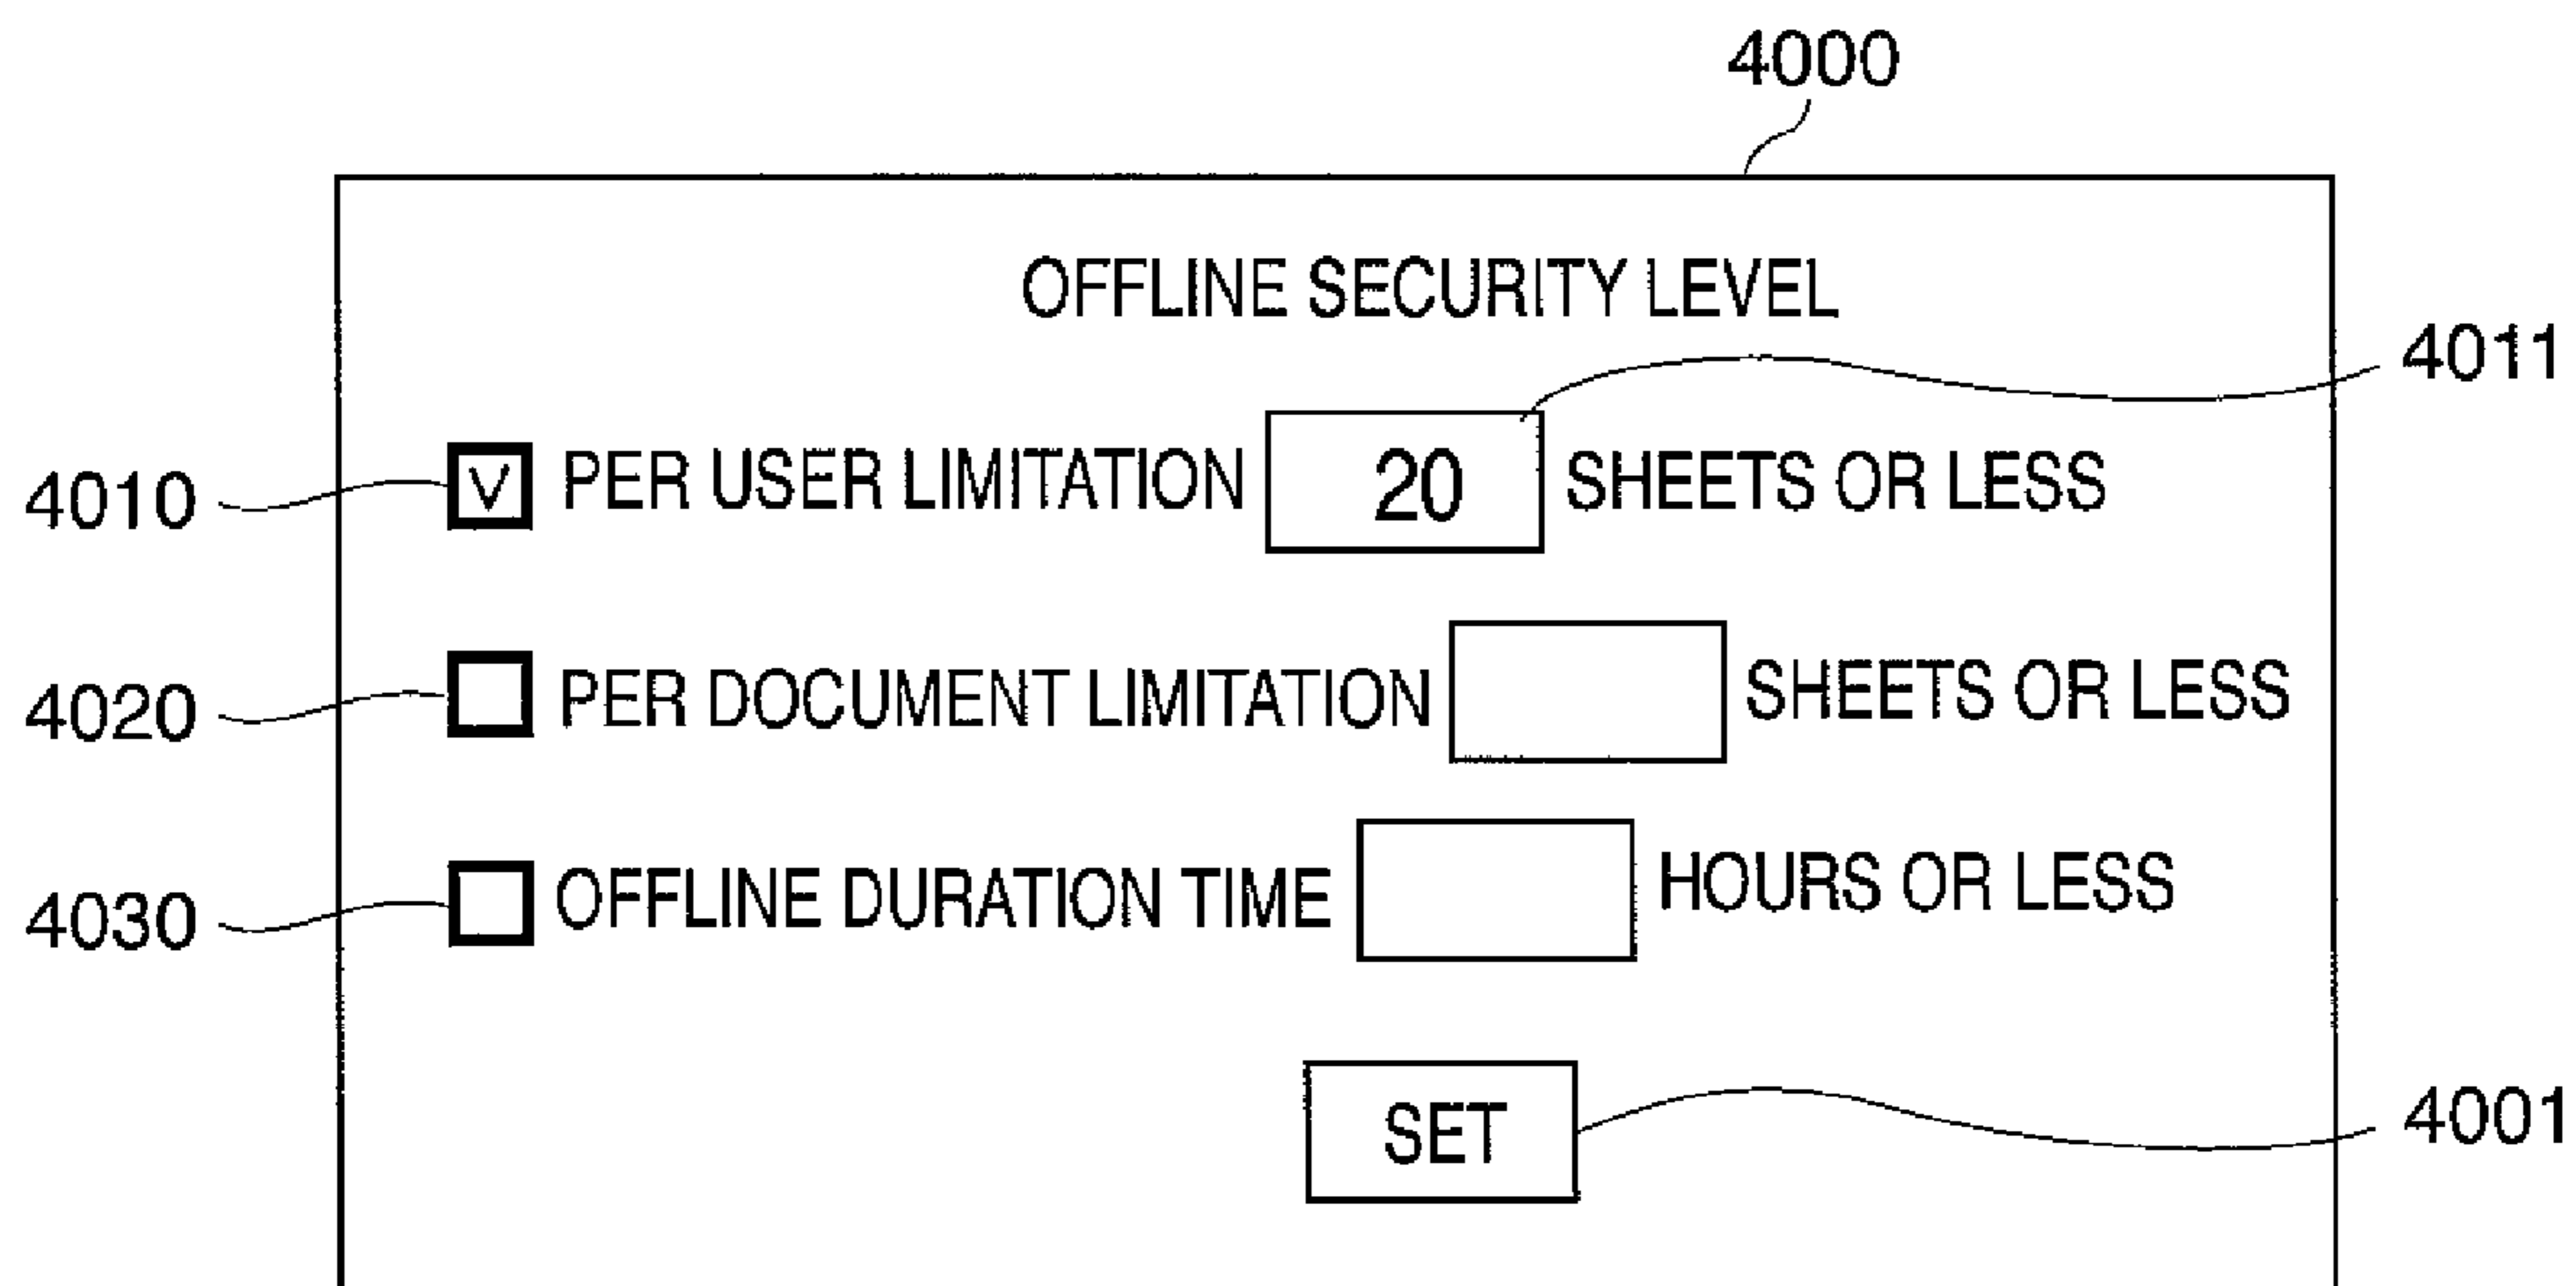 4000
OFFLINE SECURITY LEVEL
4011
4010 V PER USER LIMITATION 20 SHEETS OR LESS
4020 PER DOCUMENT LIMITATION SHEETS OR LESS
4030 OFFLINE DURATION TIME HOURS OR LESS
SET 4001